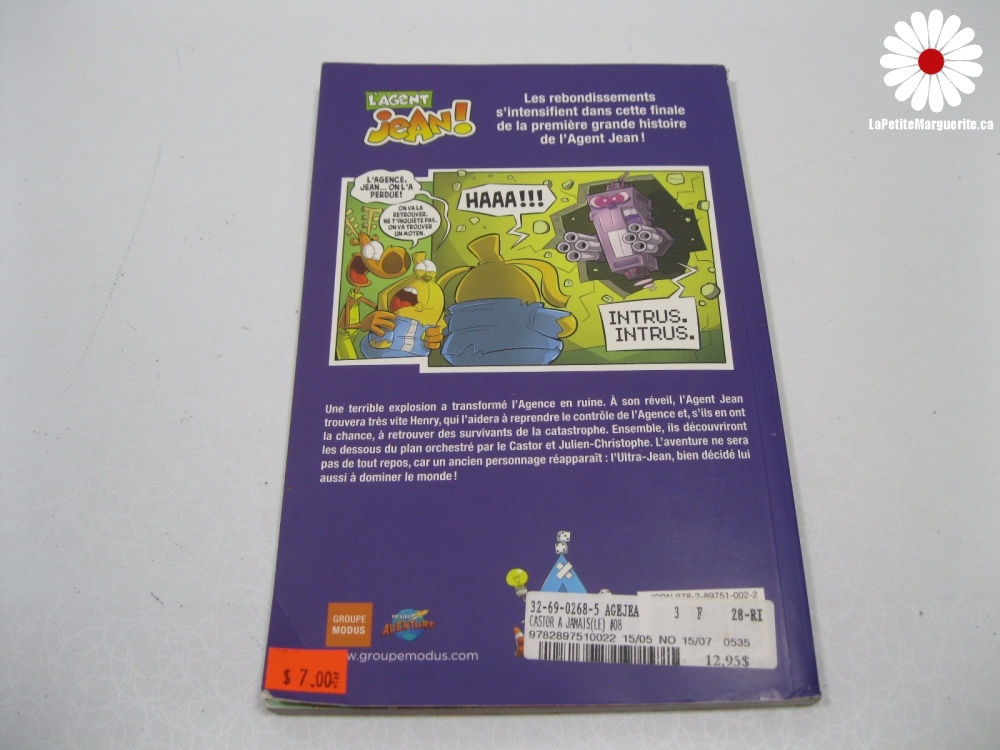 LaPetiteMarguerite.ca
L'AGENT
JEAN!
Les rebondissements
s'intensifient dans cette finale
de la première grande histoire
de l'Agent Jean !
L'AGENCE,
JEAN... ON L'A
PERDUE!
ON VA LA
RETROUVER,
NE T'INQUIÈTE PAS.
ON VA TROUVER
UN MOYEN.
HAAA!!!
INTRUS.
INTRUS.
Une terrible explosion a transformé l'Agence en ruine. À son réveil, l'Agent Jean
trouvera très vite Henry, qui l'aidera à reprendre le contrôle de l'Agence et, s'ils en ont
la chance, à retrouver des survivants de la catastrophe. Ensemble, ils découvriront
les dessous du plan orchestré par le Castor et Julien-Christophe. L'aventure ne sera
pas de tout repos, car un ancien personnage réapparaît : l'Ultra-Jean, bien décidé lui
aussi à dominer le monde !
GROUPE
MODUS
AVENTURE
www.groupemodus.com
$ 7.00
ISBN 978-2-89751-002-2
32-69-0268-5 AGEJEA 3 F 28-RI
CASTOR A JAMAIS(LE) #08
9782897510022 15/05 NO 15/07 0535
12,95$